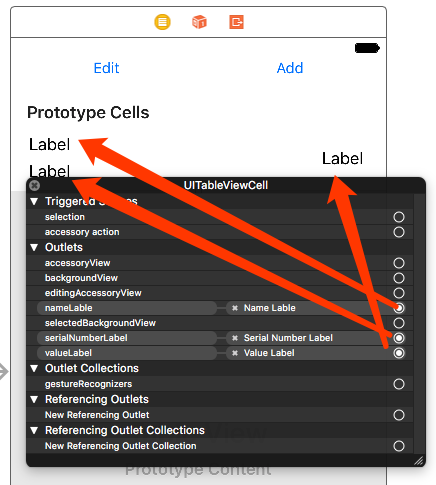 Edit Add
Prototype Cells
Label
Label
Label
UITableViewCell
Triggered
selection
accessory action
Outlets
accessoryView
backgroundView
editingAccessoryView
nameLable Name Lable
selectedBackgroundView
serialNumberLabel Serial Number Label
valueLabel Value Label
Outlet Collections
gestureRecognizers
Referencing Outlets
New Referencing Outlet
Referencing Outlet Collections
New Referencing Outlet Collection
Prototype Content